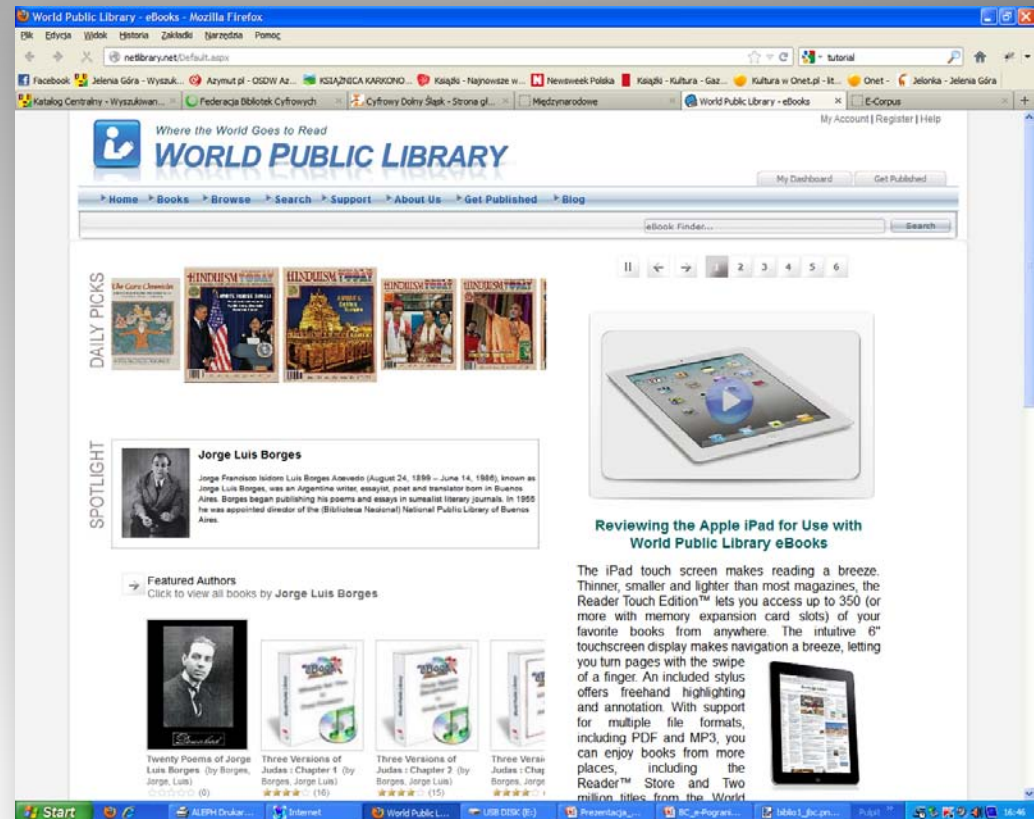 World Public Library - eBooks - Mozilla Firefox
Plik Edycja Widok Historia Zakładki Narzędzia Pomoc
netlibrary.net/Default.aspx
tutorial
Facebook Jelenia Góra - Wyszuk... Azymut.pl - OSDW Az... KSIĄŻNICA KARKONO... Książki - Najnowsze w... Newsweek Polska Książki - Kultura - Gaz... Kultura w Onet.pl - lit... Onet - Jelonka - Jelenia Góra
Katalog Centralny - Wyszukiwan... Federacja Bibliotek Cyfrowych Cyfrowy Dolny Śląsk - Strona gł... Międzynarodowe World Public Library - eBooks E-Corpus
My Account | Register | Help
Where the World Goes to Read
WORLD PUBLIC LIBRARY
My Dashboard Get Published
Home Books Browse Search Support About Us Get Published Blog
eBook Finder... Search
DAILY PICKS
The Guru Chronicles
HINDUISM TODAY
HINDUISM TODAY
HINDUISM TODAY
HINDUISM TODAY
1 2 3 4 5 6
SPOTLIGHT
Jorge Luis Borges
Jorge Francisco Isidoro Luis Borges Acevedo (August 24, 1899 – June 14, 1986), known as
Jorge Luis Borges, was an Argentine writer, essayist, poet and translator born in Buenos
Aires. Borges began publishing his poems and essays in surrealist literary journals. In 1955
he was appointed director of the (Biblioteca Nacional) National Public Library of Buenos
Aires.
Featured Authors
Click to view all books by Jorge Luis Borges
eBook
eBook
eBook
Download
Twenty Poems of Jorge
Luis Borges (by Borges,
Jorge, Luis)
(0)
Three Versions of
Judas : Chapter 1 (by
Borges, Jorge Luis)
(16)
Three Versions of
Judas : Chapter 2 (by
Borges, Jorge Luis)
(15)
Three Versi
Judas : Chap
Borges, Jorg
Reviewing the Apple iPad for Use with
World Public Library eBooks
The iPad touch screen makes reading a breeze.
Thinner, smaller and lighter than most magazines, the
Reader Touch Edition™ lets you access up to 350 (or
more with memory expansion card slots) of your
favorite books from anywhere. The intuitive 6"
touchscreen display makes navigation a breeze, letting
you turn pages with the swipe
of a finger. An included stylus
offers freehand highlighting
and annotation. With support
for multiple file formats,
including PDF and MP3, you
can enjoy books from more
places, including the
Reader™ Store and Two
million titles from the World
Start ALEPH Drukar... Internet World Public L... USB DISK (E:) Prezentacja_... BC_e-Pograni... biblio1_jbc.pn... Pulpit 16:46